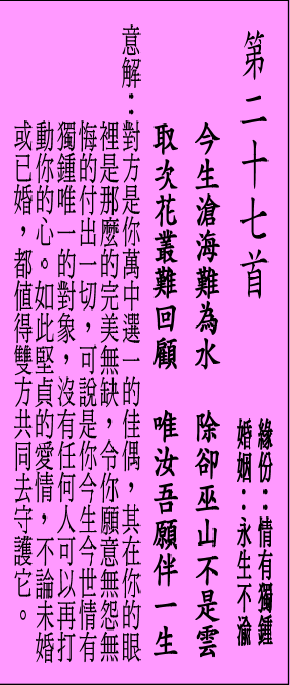 第二十七首
緣份：情有獨鍾
婚姻：永生不渝
今生滄海難為水　除卻巫山不是雲
取次花叢難回顧　唯汝吾願伴一生
意解：對方是你萬中選一的佳偶，其在你的眼
裡是那麼的完美無缺，令你願意無怨無
悔的付出一切，可說是你今生今世情有
獨鍾唯一的對象，沒有任何人可以再打
動你的心。如此堅貞的愛情，不論未婚
或已婚，都值得雙方共同去守護它。